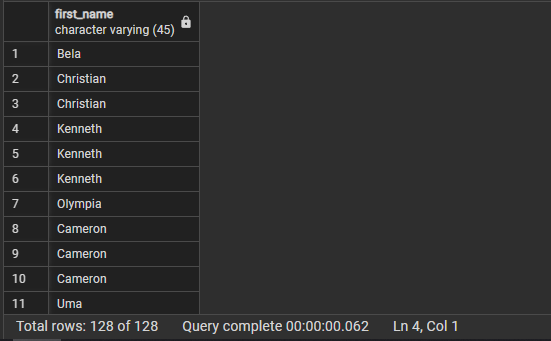 first_name
character varying (45)
1 Bela
2 Christian
3 Christian
4 Kenneth
5 Kenneth
6 Kenneth
7 Olympia
8 Cameron
9 Cameron
10 Cameron
11 Uma
Total rows: 128 of 128 Query complete 00:00:00.062 Ln 4, Col 1